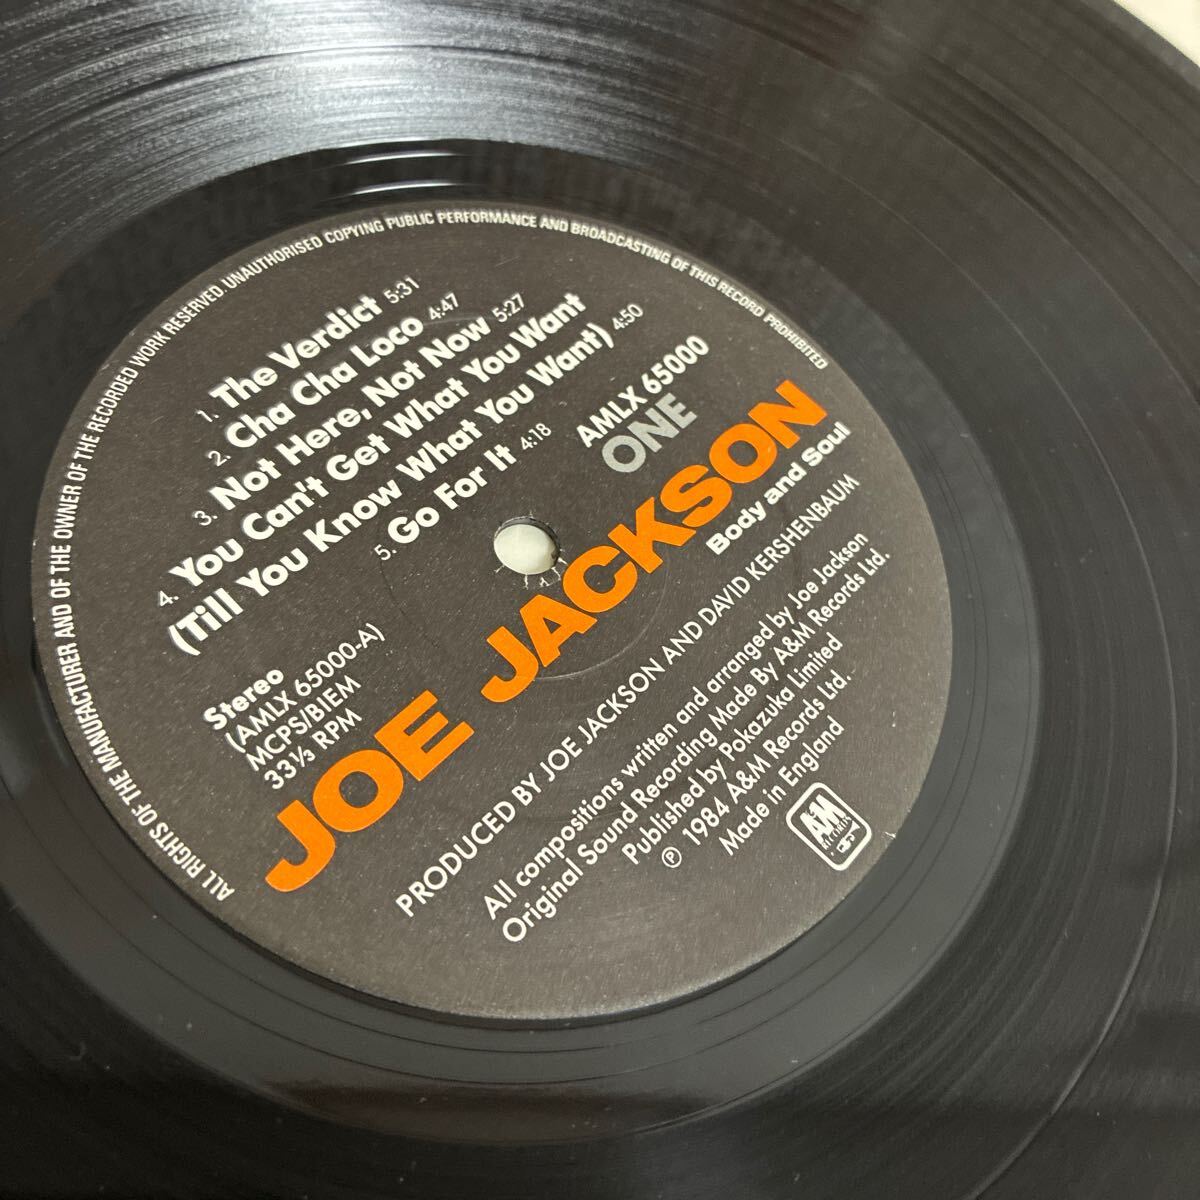 ALL RIGHTS OF THE MANUFACTURER AND OF THE OWNER OF THE RECORDED WORK RESERVED. UNAUTHORISED COPYING PUBLIC PERFORMANCE AND BROADCASTING OF THIS RECORD PROHIBITED
1. The Verdict 5:31
2. Cha Cha Loco 4:47
3. Not Here, Not Now 5:27
4. You Can't Get What You Want
(Till You Know What You Want) 4:50
5. Go For It 4:18
AMLX 65000
ONE
Stereo
(AMLX 65000-A)
MCPS/BIEM
33⅓ RPM
JOE JACKSON
Body and Soul
PRODUCED BY JOE JACKSON AND DAVID KERSHENBAUM
All compositions written and arranged by Joe Jackson
Original Sound Recording Made By A&M Records Ltd.
Published by Pokazuka Limited
℗ 1984 A&M Records Ltd.
Made in England
A&M
RECORDS